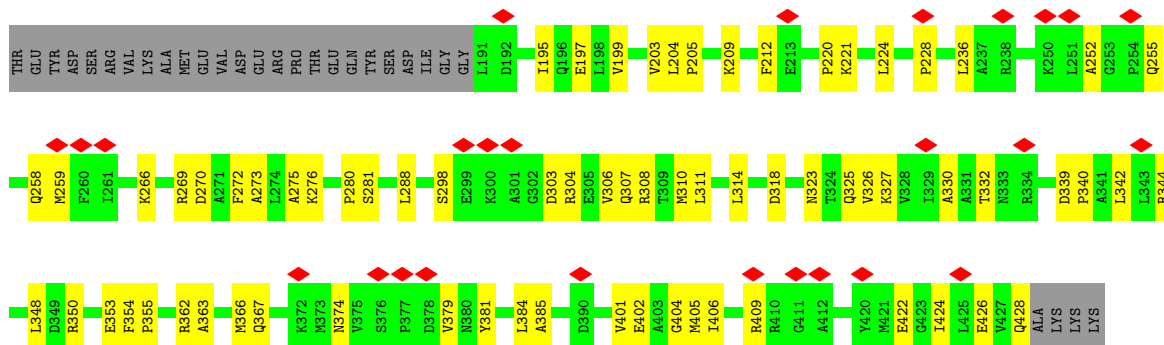 THR GLU TYR ASP SER ARG VAL LYS ALA MET GLU VAL ASP GLU ARG PRO THR GLU GLN TYR SER ASP ILE GLY GLY L191 D192 I195 Q196 E197 L198 V199 V203 L204 P205 K209 F212 E213 P220 K221 L224 P228 L236 A237 R238 K250 L251 A252 G253 P254 Q255
Q258 M259 F260 I261 K266 R269 D270 A271 F272 A273 L274 A275 K276 P280 S281 L288 S298 E299 K300 A301 G302 D303 R304 E305 V306 Q307 R308 T309 M310 L311 L314 D318 N323 T324 Q325 V326 K327 V328 I329 A330 A331 T332 N333 R334 D339 P340 A341 L342 L343 R344
L348 D349 R350 E353 F354 P355 R362 A363 M366 Q367 K372 M373 N374 V375 S376 P377 D378 V379 N380 Y381 L384 A385 D390 V401 E402 A403 G404 M405 I406 R409 R410 G411 A412 Y420 M421 E422 G423 I424 L425 E426 V427 Q428 ALA LYS LYS LYS